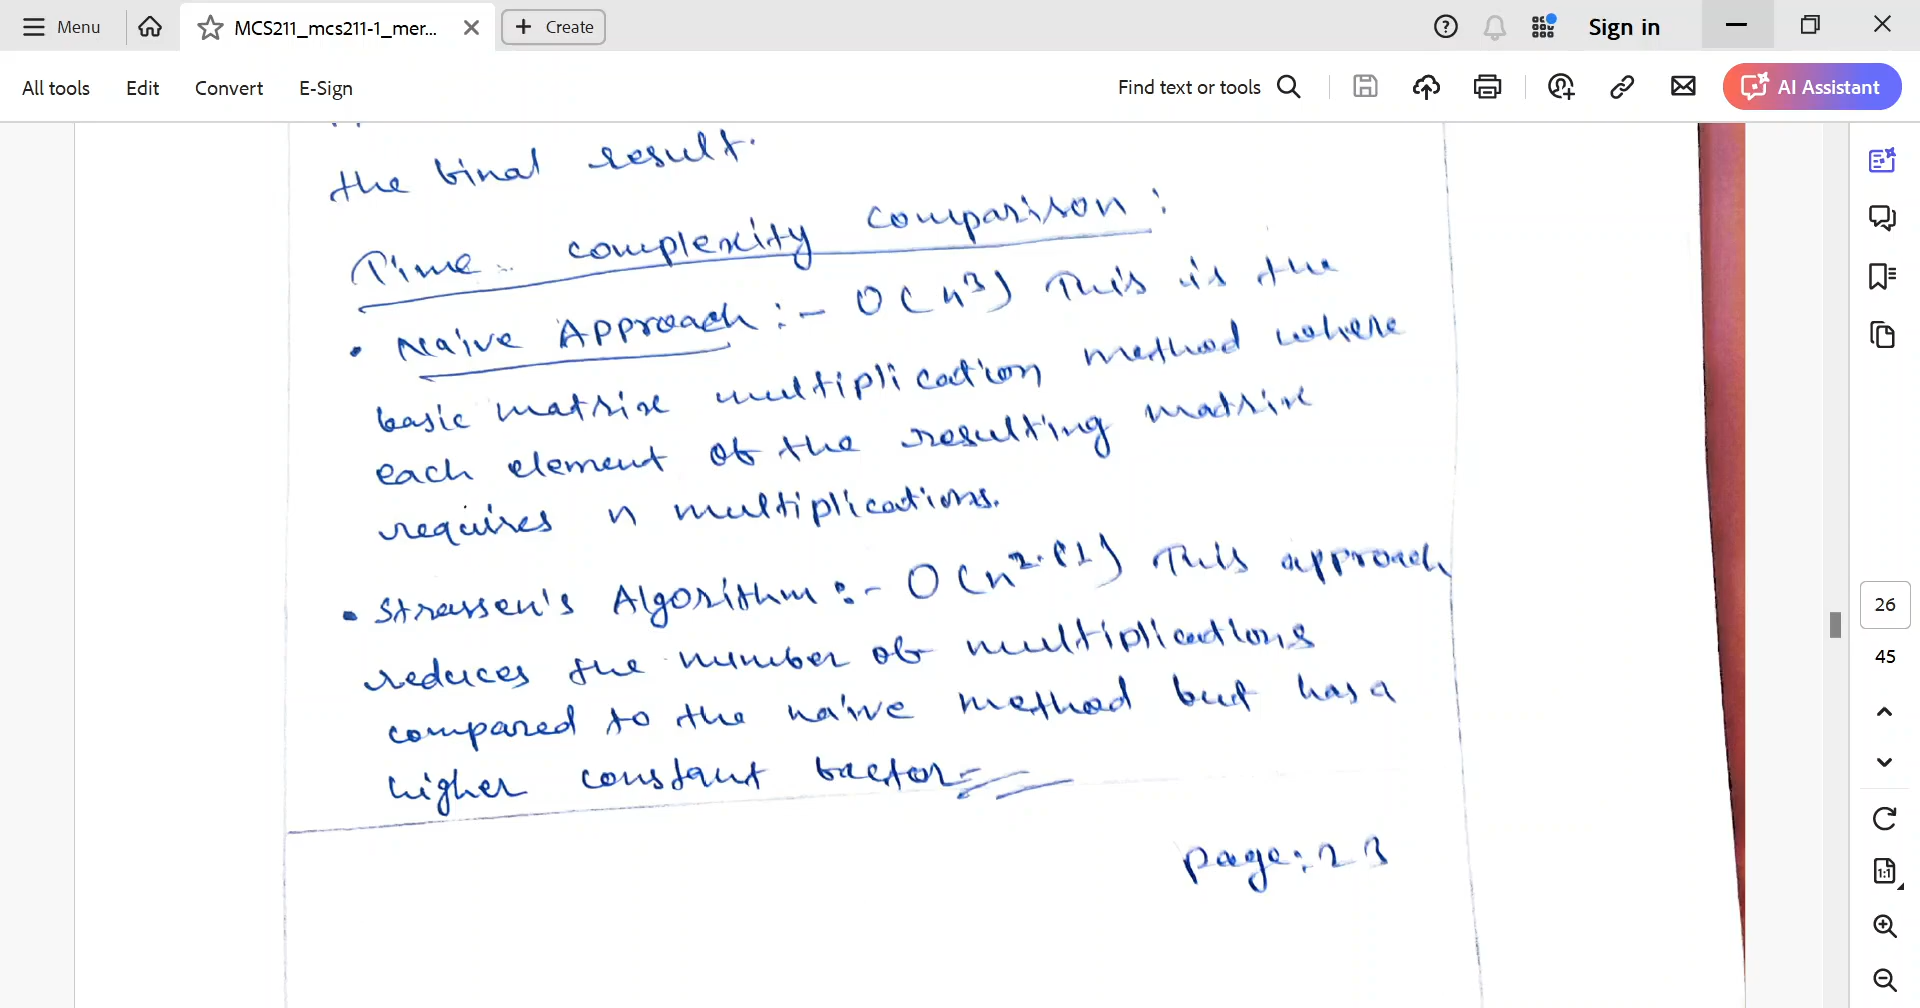 Menu
MCS211_mcs211-1_mer...
Create
Sign in
All tools
Edit
Convert
E-Sign
Find text or tools
AI Assistant
the final result.
Time complexity comparison:
• Naive Approach :- O(n³) This is the
basic matrix multiplication method where
each element of the resulting matrix
requires n multiplications.
• Strassen's Algorithm :- O(n^2.81) This approach
reduces the number of multiplications
compared to the naive method but has a
higher constant factor
Page: 23
26
45
1:1